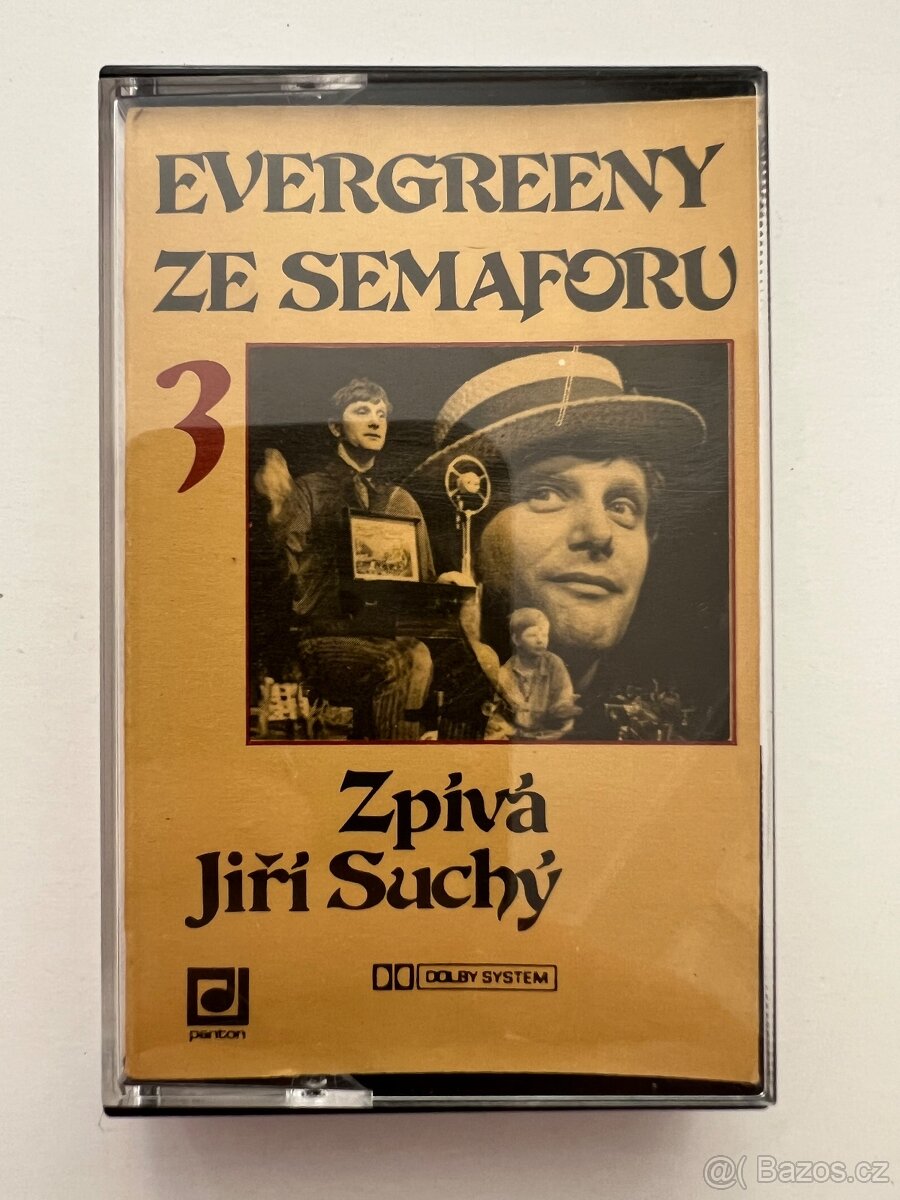 EVERGREENY
ZE SEMAFORU
3
Zpívá
Jiří Suchý
DOLBY SYSTEM
panton
@( Bazos.cz